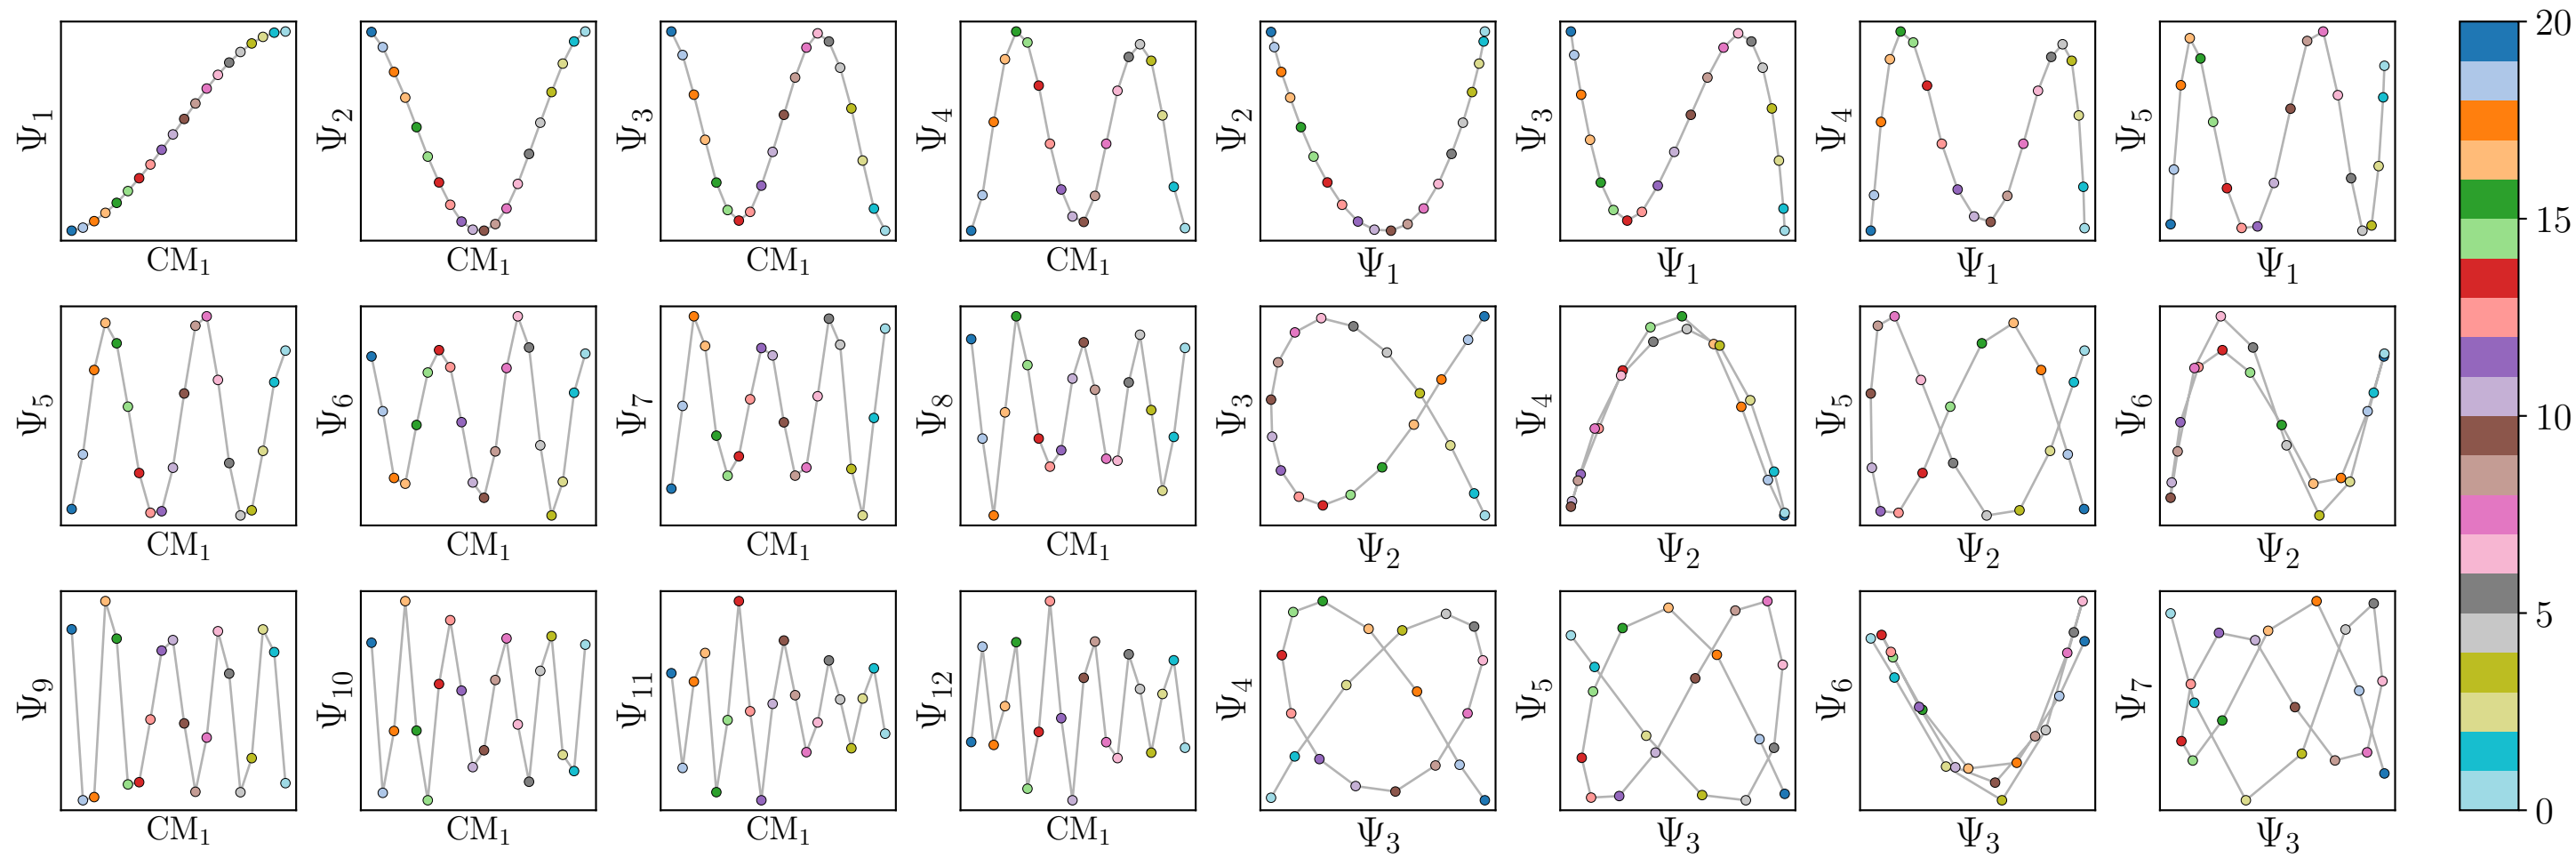 Ψ1 CM1
Ψ2 CM1
Ψ3 CM1
Ψ4 CM1
Ψ2 Ψ1
Ψ3 Ψ1
Ψ4 Ψ1
Ψ5 Ψ1
Ψ5 CM1
Ψ6 CM1
Ψ7 CM1
Ψ8 CM1
Ψ3 Ψ2
Ψ4 Ψ2
Ψ5 Ψ2
Ψ6 Ψ2
Ψ9 CM1
Ψ10 CM1
Ψ11 CM1
Ψ12 CM1
Ψ4 Ψ3
Ψ5 Ψ3
Ψ6 Ψ3
Ψ7 Ψ3
20
15
10
5
0